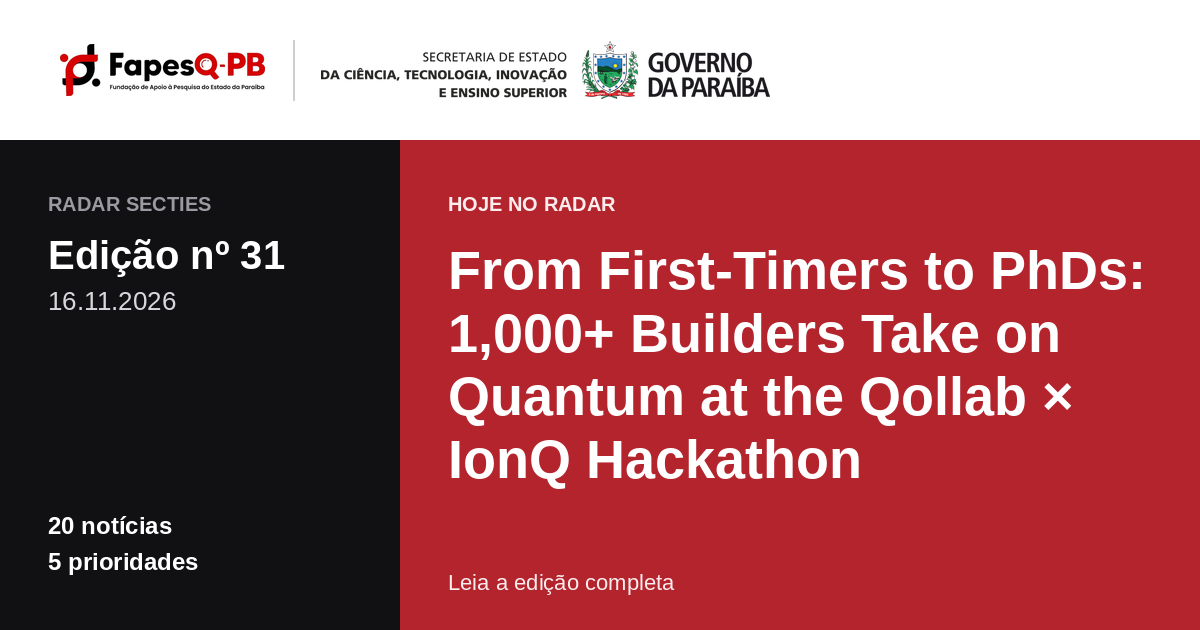 FapesQ-PB
Fundação de Apoio à Pesquisa do Estado da Paraíba
SECRETARIA DE ESTADO
DA CIÊNCIA, TECNOLOGIA, INOVAÇÃO
E ENSINO SUPERIOR
GOVERNO
DA PARAÍBA
RADAR SECTIES
Edição nº 31
16.11.2026
20 notícias
5 prioridades
HOJE NO RADAR
From First-Timers to PhDs:
1,000+ Builders Take on
Quantum at the Qollab ×
IonQ Hackathon
Leia a edição completa